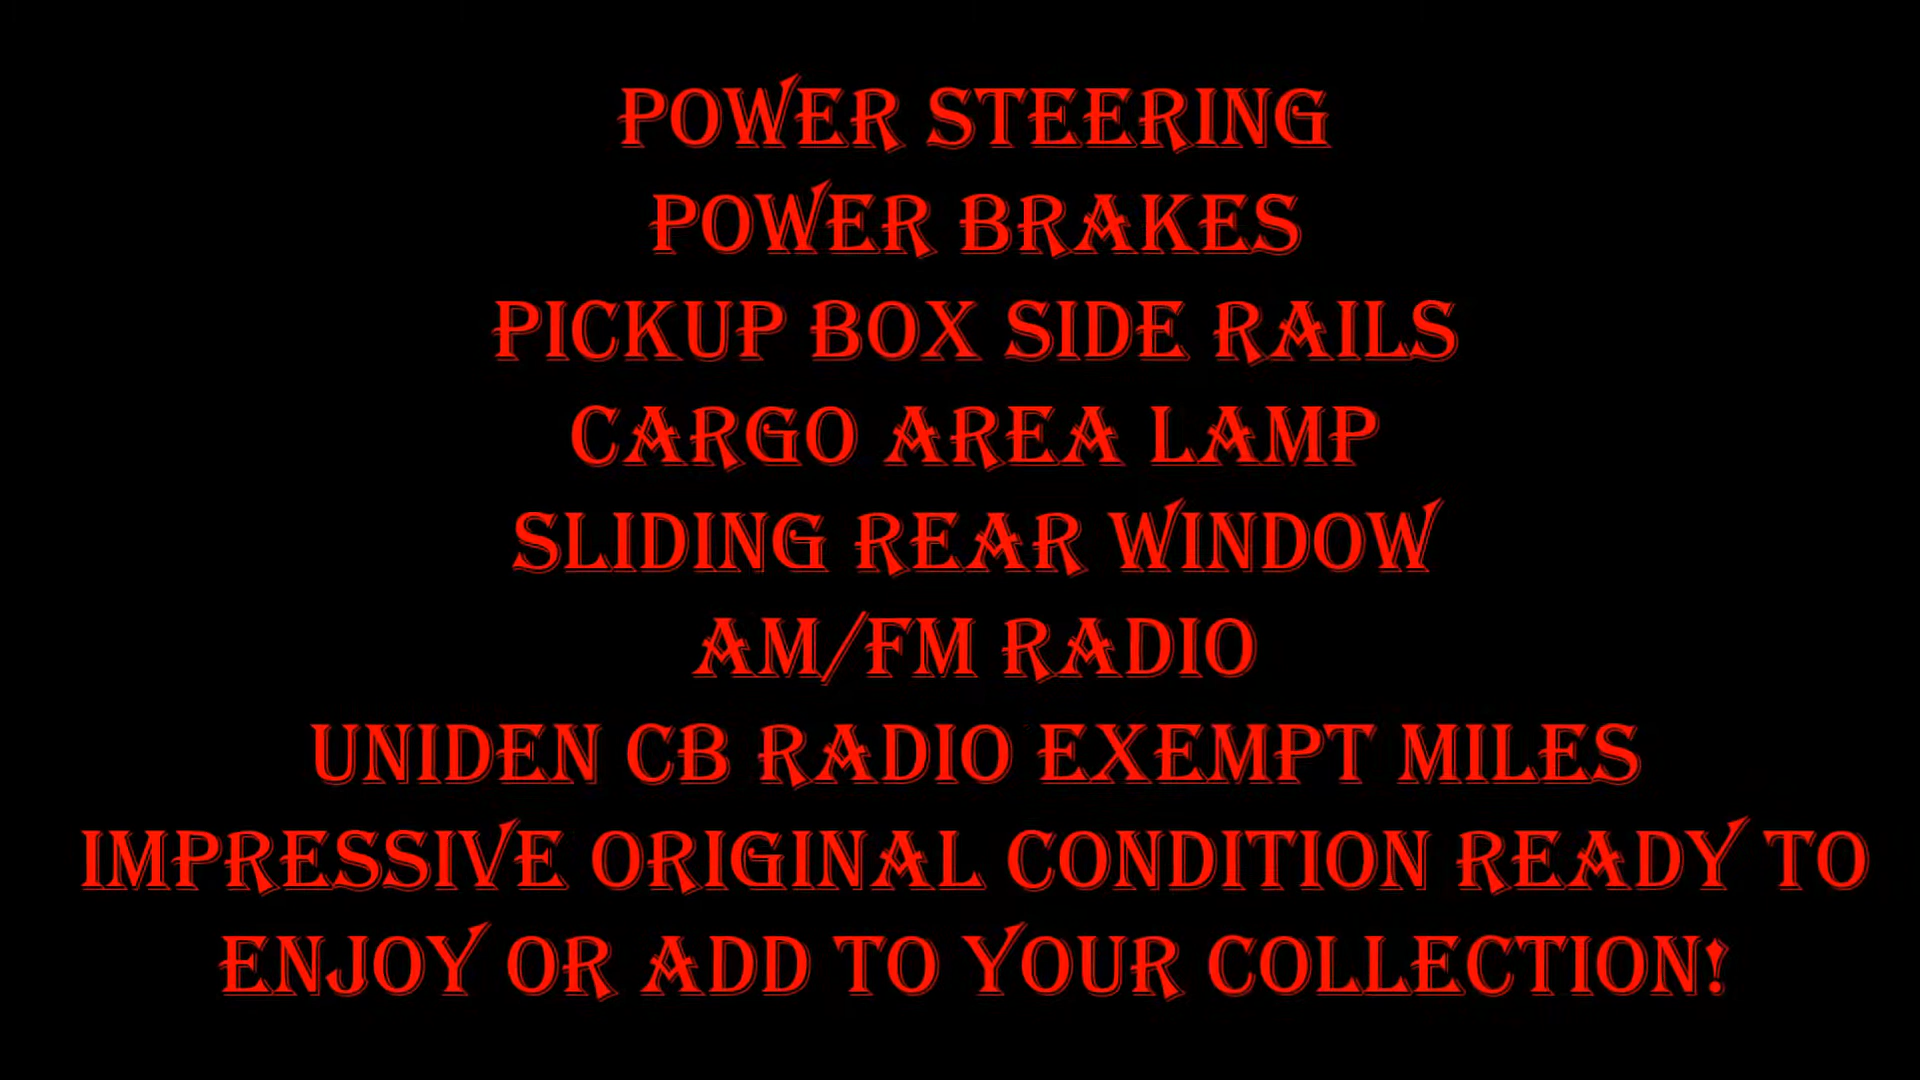 POWER STEERING
POWER BRAKES
PICKUP BOX SIDE RAILS
CARGO AREA LAMP
SLIDING REAR WINDOW
AM/FM RADIO
UNIDEN CB RADIO EXEMPT MILES
IMPRESSIVE ORIGINAL CONDITION READY TO
ENJOY OR ADD TO YOUR COLLECTION!